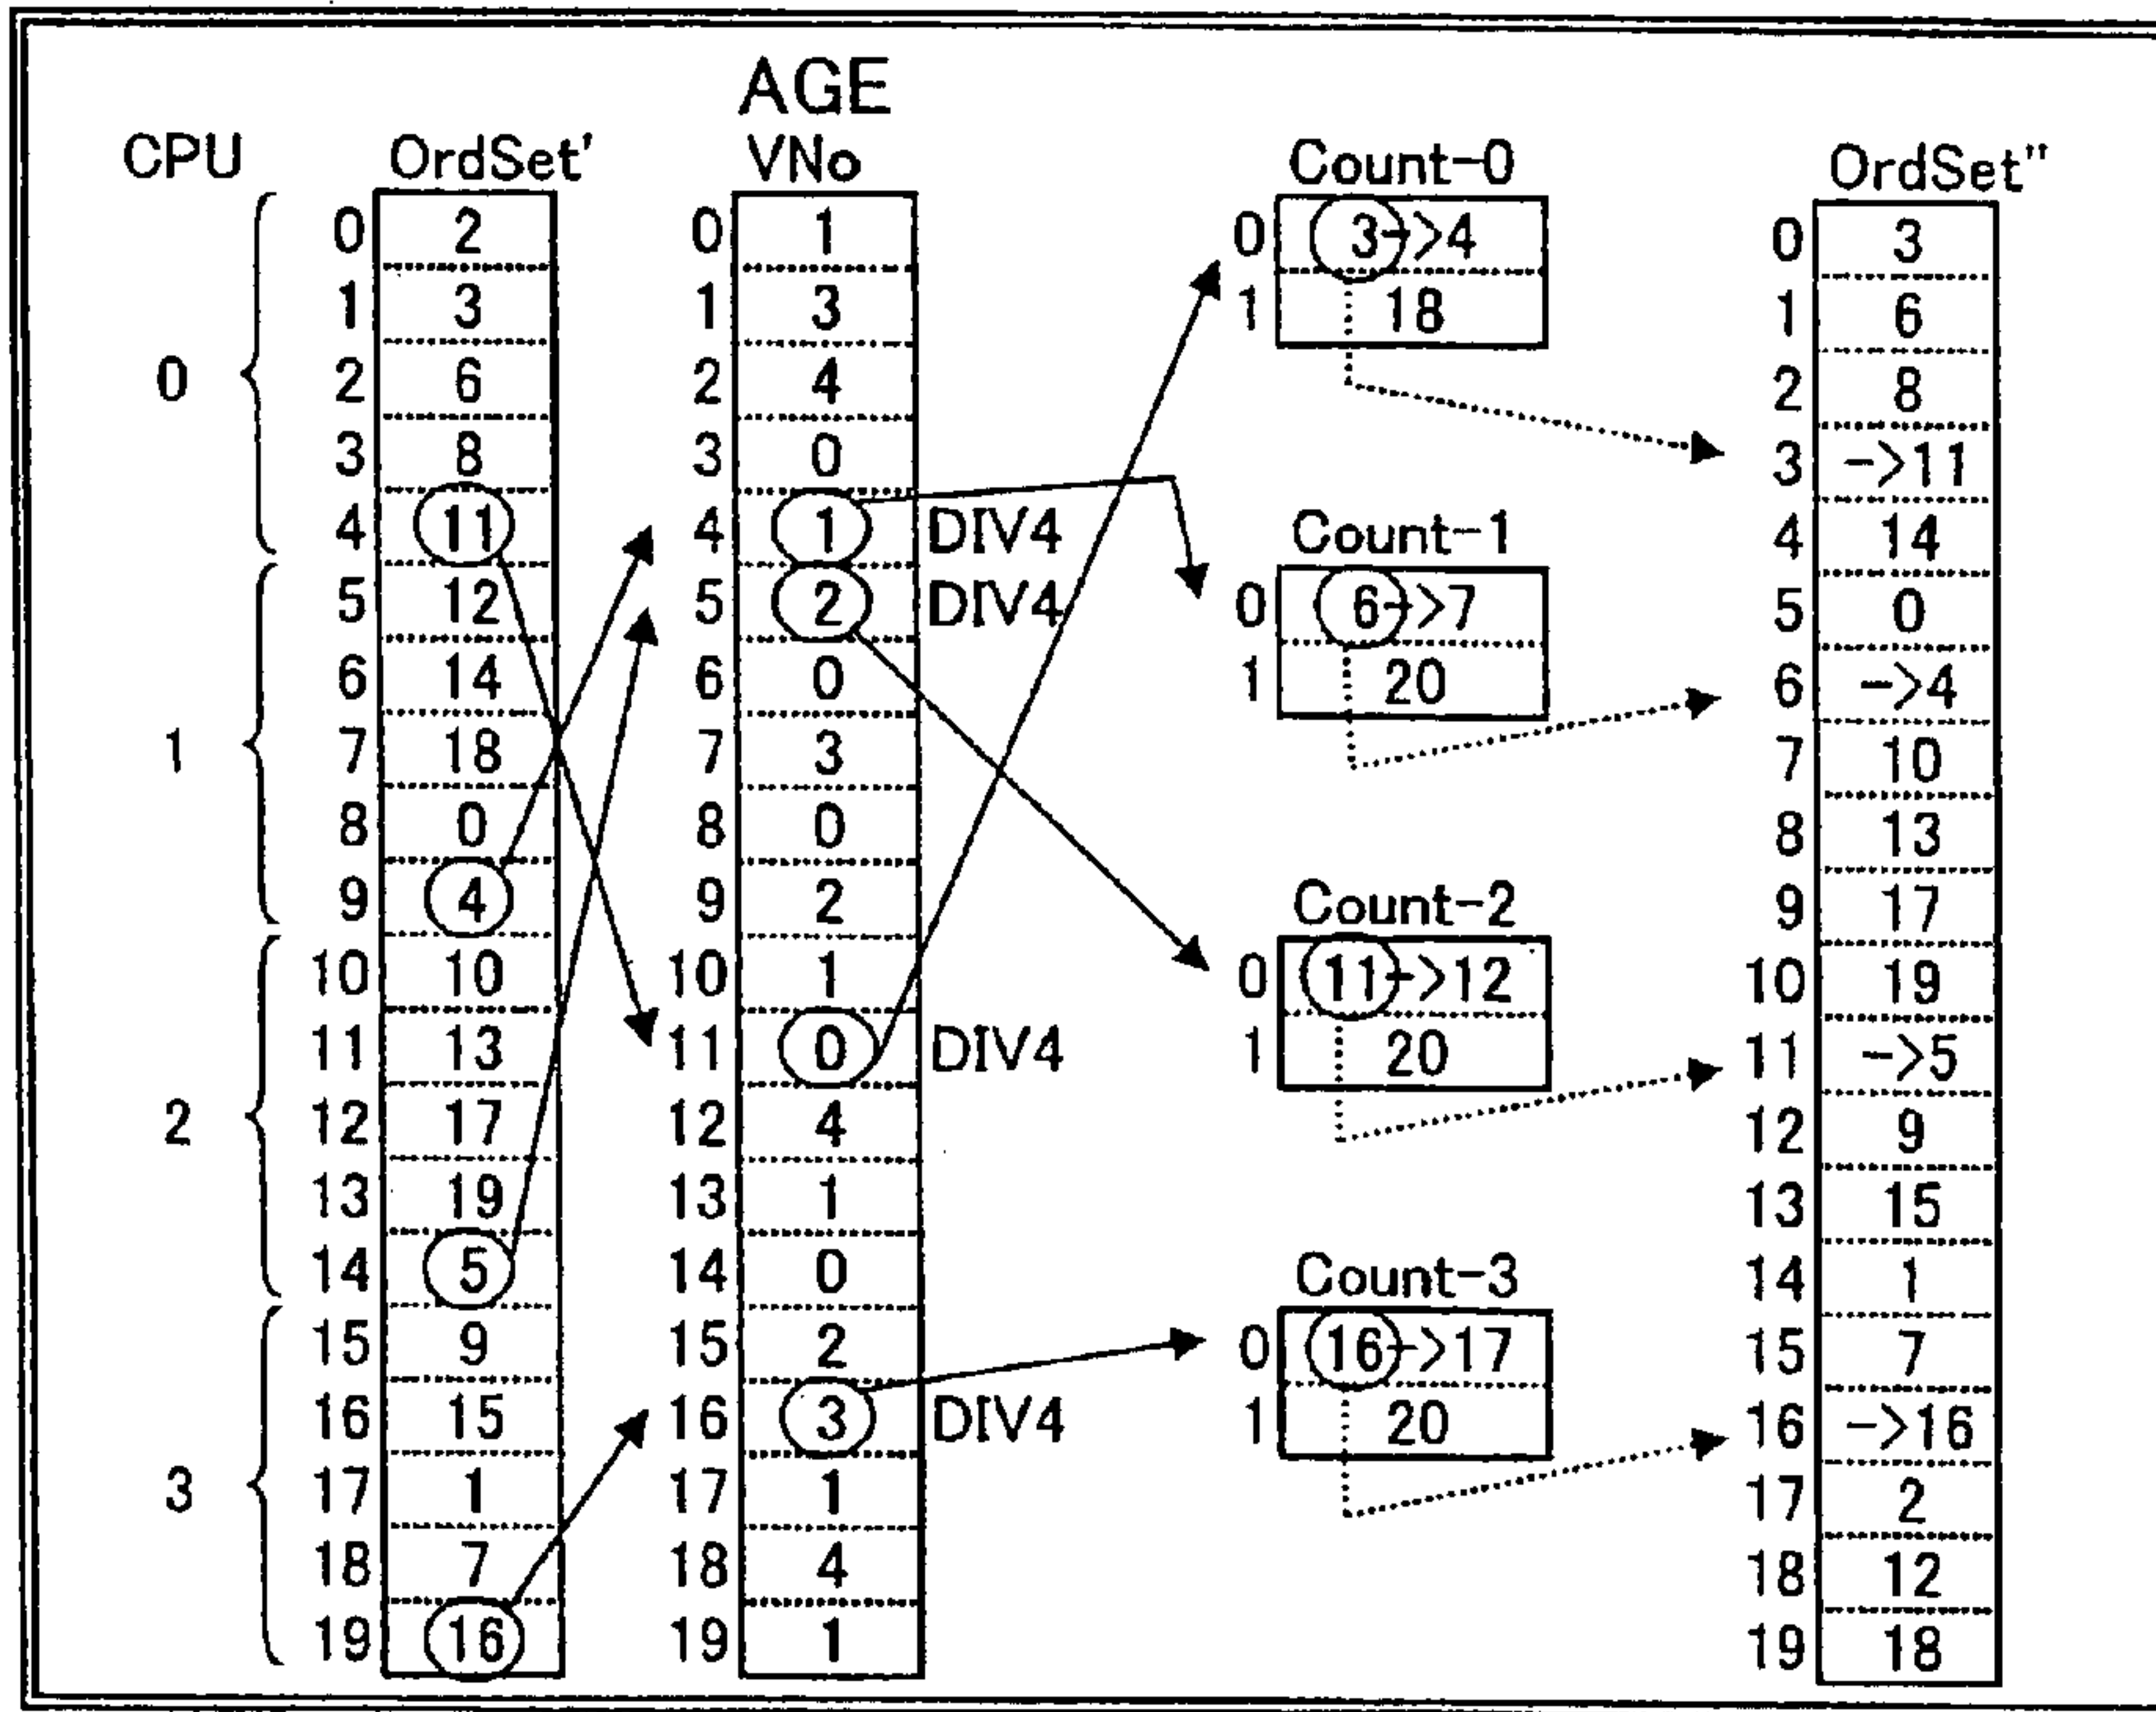 AGE
CPU OrdSet' VNo Count-0 OrdSet"
0 2 0 1 0 3->4 0 3
1 3 1 3 1 18 1 6
0 2 6 2 4 2 8
3 8 3 0 3 ->11
4 11 4 1 DIV4 Count-1 4 14
5 12 5 2 DIV4 0 6->7 5 0
6 14 6 0 1 20 6 ->4
1 7 18 7 3 7 10
8 0 8 0 8 13
9 4 9 2 Count-2 9 17
10 10 10 1 0 11->12 10 19
11 13 11 0 DIV4 1 20 11 ->5
2 12 17 12 4 12 9
13 19 13 1 13 15
14 5 14 0 Count-3 14 1
15 9 15 2 0 16->17 15 7
16 15 16 3 DIV4 1 20 16 ->16
3 17 1 17 1 17 2
18 7 18 4 18 12
19 16 19 1 19 18